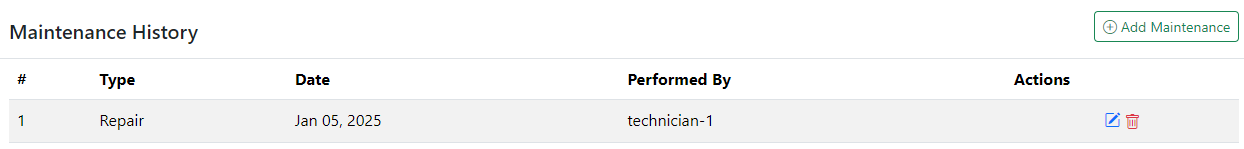 Maintenance History
Add Maintenance
# Type Date Performed By Actions
1 Repair Jan 05, 2025 technician-1